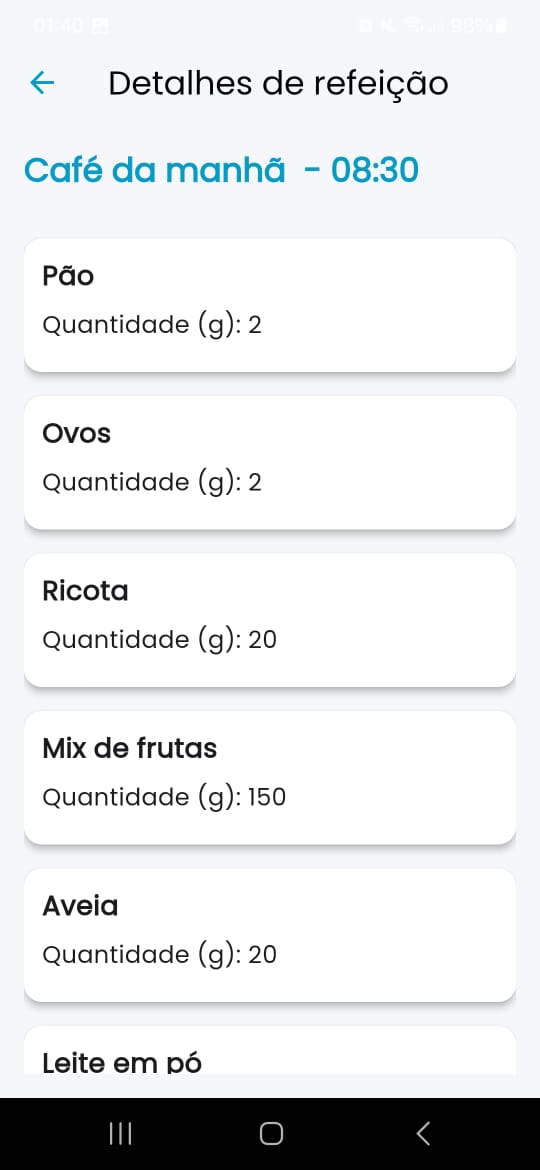 01:40
98%
Detalhes de refeição
Café da manhã - 08:30
Pão
Quantidade (g): 2
Ovos
Quantidade (g): 2
Ricota
Quantidade (g): 20
Mix de frutas
Quantidade (g): 150
Aveia
Quantidade (g): 20
Leite em pó